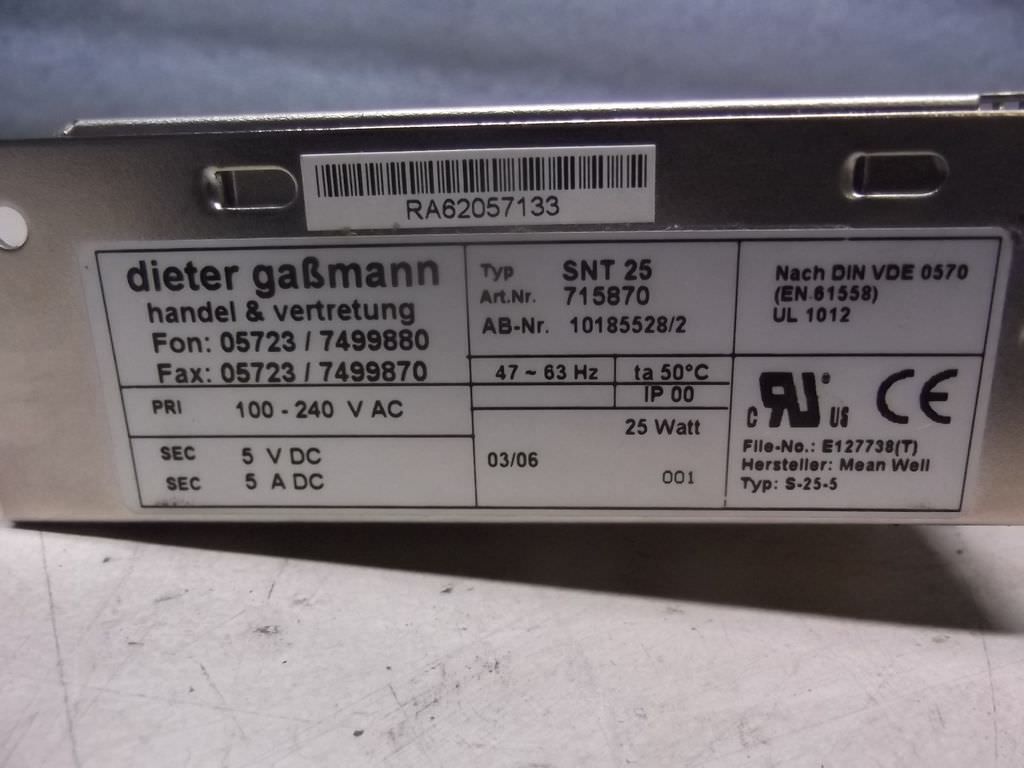 RA62057133
dieter gaßmann
handel & vertretung
Fon: 05723 / 7499880
Fax: 05723 / 7499870
PRI 100 - 240 V AC
SEC 5 V DC
SEC 5 A DC
Typ SNT 25
Art.Nr. 715870
AB-Nr. 10185528/2
47 ~ 63 Hz
ta 50°C
IP 00
25 Watt
03/06
001
Nach DIN VDE 0570
(EN 61558)
UL 1012
c RU US CE
File-No.: E127738(T)
Hersteller: Mean Well
Typ: S-25-5